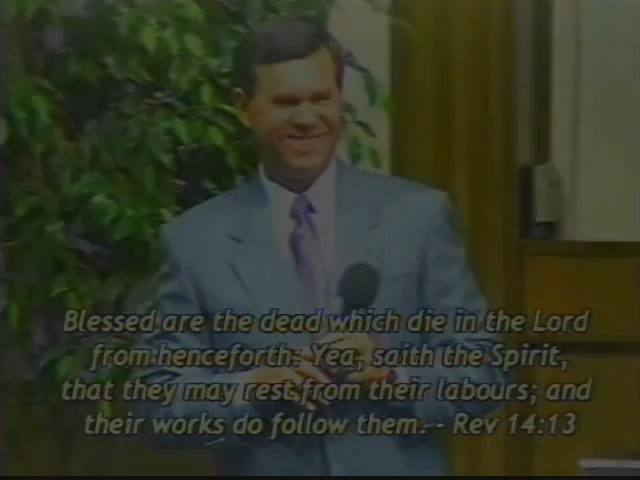 Blessed are the dead which die in the Lord
from henceforth: Yea, saith the Spirit,
that they may rest from their labours; and
their works do follow them. - Rev 14:13